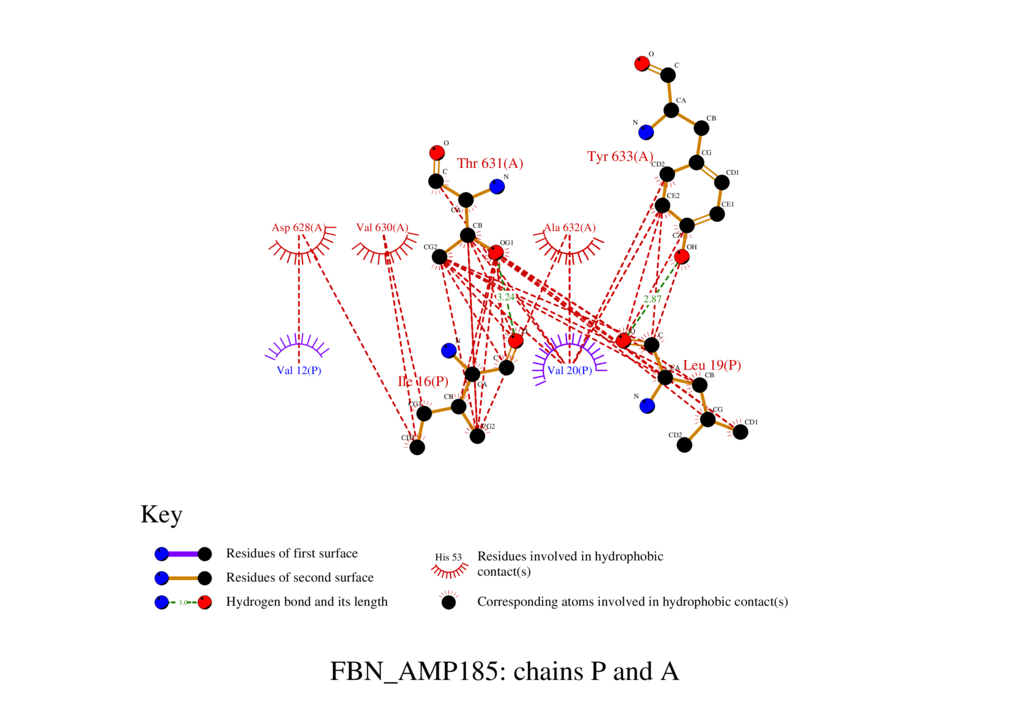 O
C
CA
CB
N
O
CG
Thr 631(A)
Tyr 633(A)
CD2
C
N
CD1
CE2
CE1
CA
CB
Asp 628(A)
Val 630(A)
Ala 632(A)
CZ
CG2
OG1
OH
3.24
2.87
C
Val 12(P)
Val 20(P)
Leu 19(P)
Ile 16(P)
CA
CB
CB
N
CG2
CG
CD1
CD2
Key
Residues of first surface
Residues of second surface
3.0
Hydrogen bond and its length
His 53
Residues involved in hydrophobic
contact(s)
Corresponding atoms involved in hydrophobic contact(s)
FBN_AMP185: chains P and A